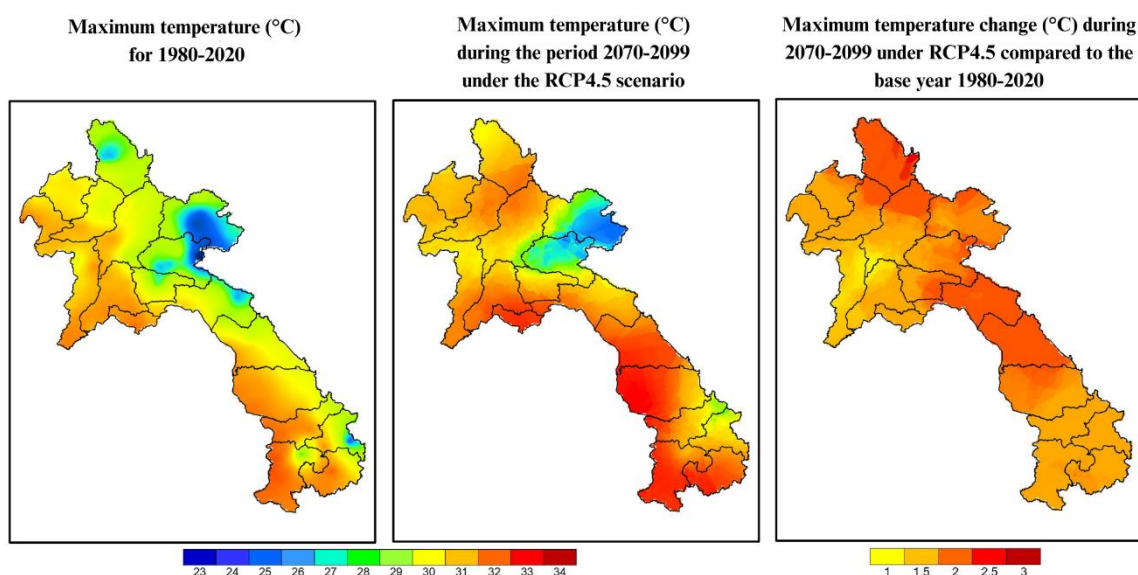 Maximum temperature (°C)
for 1980-2020
Maximum temperature (°C)
during the period 2070-2099
under the RCP4.5 scenario
Maximum temperature change (°C) during
2070-2099 under RCP4.5 compared to the
base year 1980-2020
23 24 25 26 27 28 29 30 31 32 33 34
1 1.5 2 2.5 3